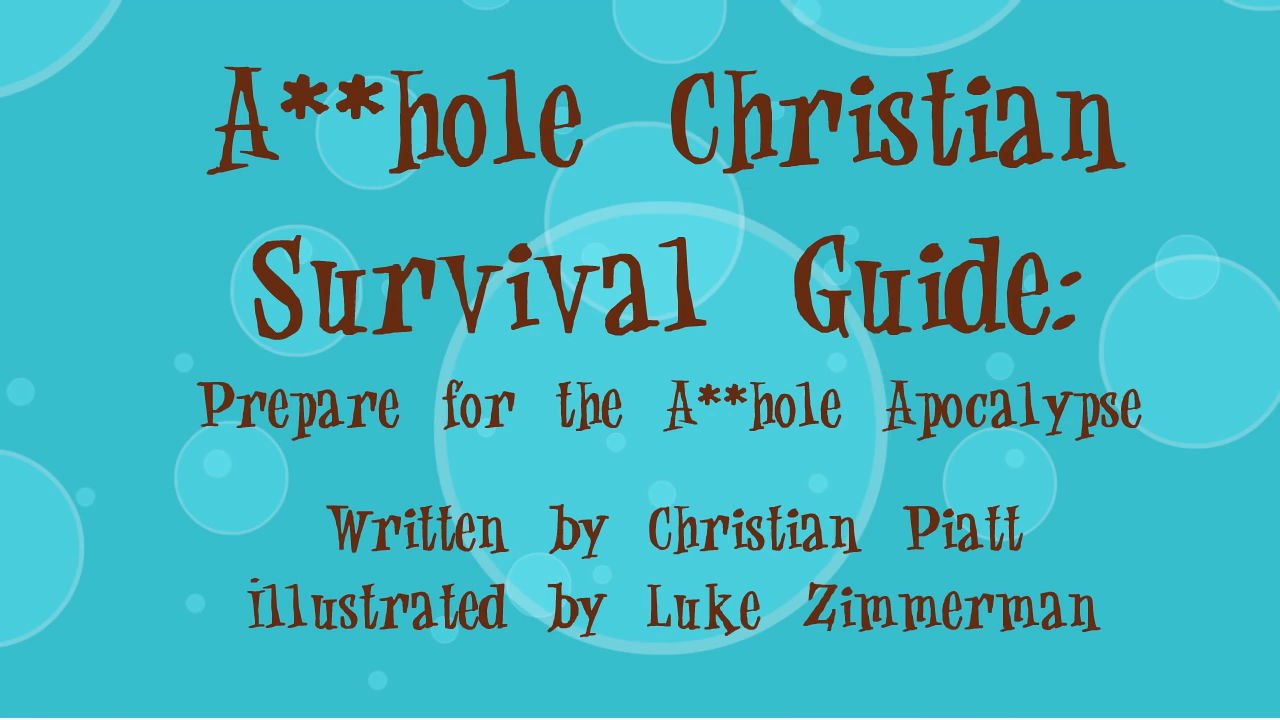 A**hole Christian
Survival Guide:
Prepare for the A**hole Apocalypse
Written by Christian Piatt
illustrated by Luke Zimmerman